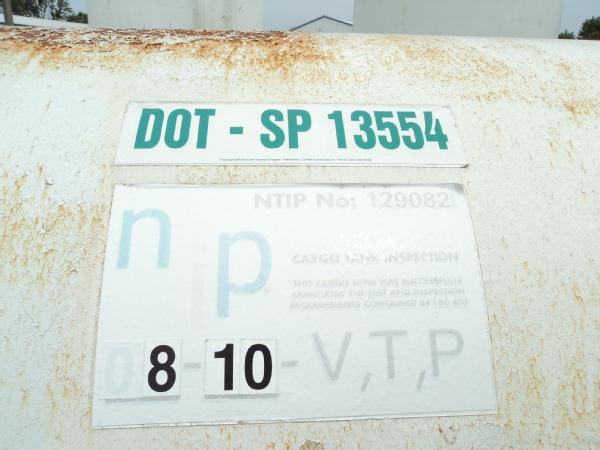 DOT - SP 13554
NTIP No: 129082
nip
CARGO TANK INSPECTION
THIS CARGO TANK HAS SUCCESSFULLY
COMPLETED THE TEST AND INSPECTION
REQUIREMENTS CONTAINED IN 180 407
08-10-V,T,P